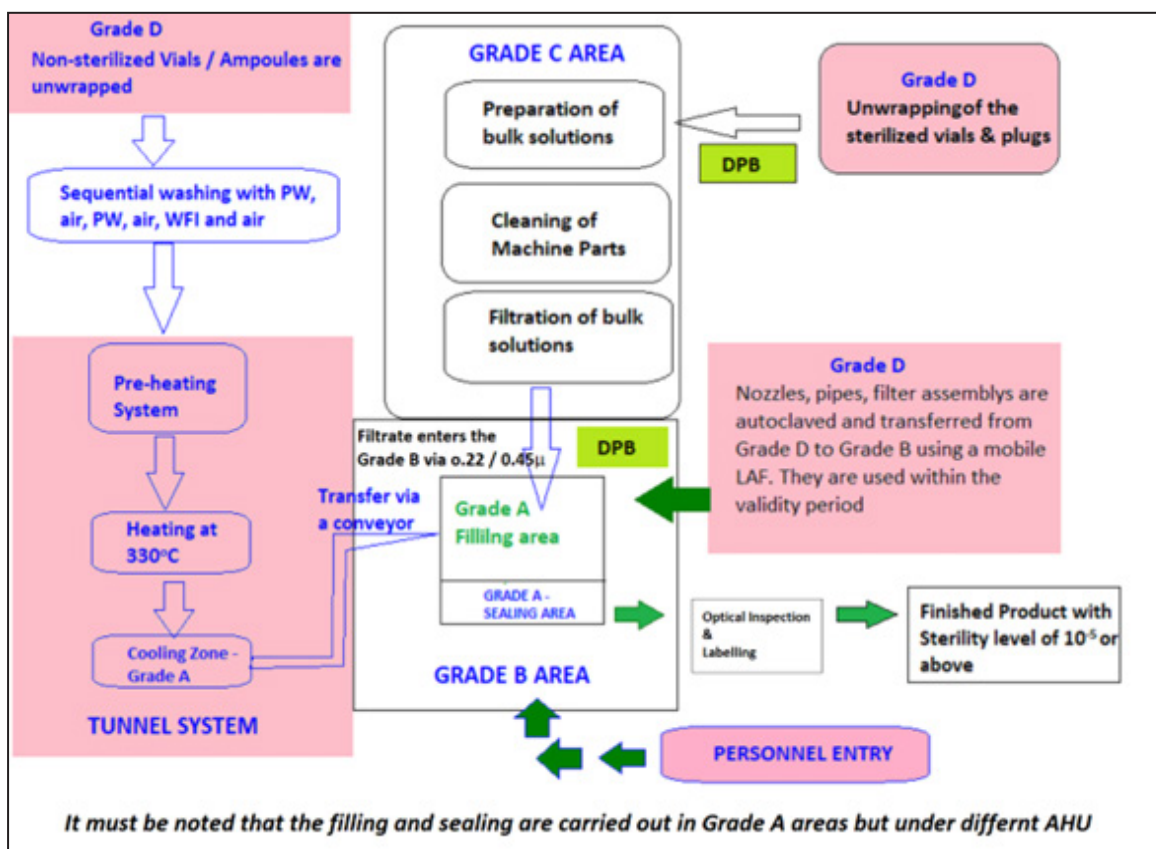 Grade D
Non-sterilized Vials / Ampoules are
unwrapped
Sequential washing with PW,
air, PW, air, WFI and air
Pre-heating
System
Heating at
330°C
Cooling Zone -
Grade A
TUNNEL SYSTEM
Transfer via
a conveyor
GRADE C AREA
Preparation of
bulk solutions
Cleaning of
Machine Parts
Filtration of bulk
solutions
Grade D
Unwrappingof the
sterilized vials & plugs
DPB
Filtrate enters the
Grade B via o.22 / 0.45µ
DPB
Grade A
Fillilng area
GRADE A -
SEALING AREA
GRADE B AREA
Grade D
Nozzles, pipes, filter assemblys are
autoclaved and transferred from
Grade D to Grade B using a mobile
LAF. They are used within the
validity period
Optical Inspection
&
Labelling
Finished Product with
Sterility level of 10⁻⁵ or
above
PERSONNEL ENTRY
It must be noted that the filling and sealing are carried out in Grade A areas but under differnt AHU